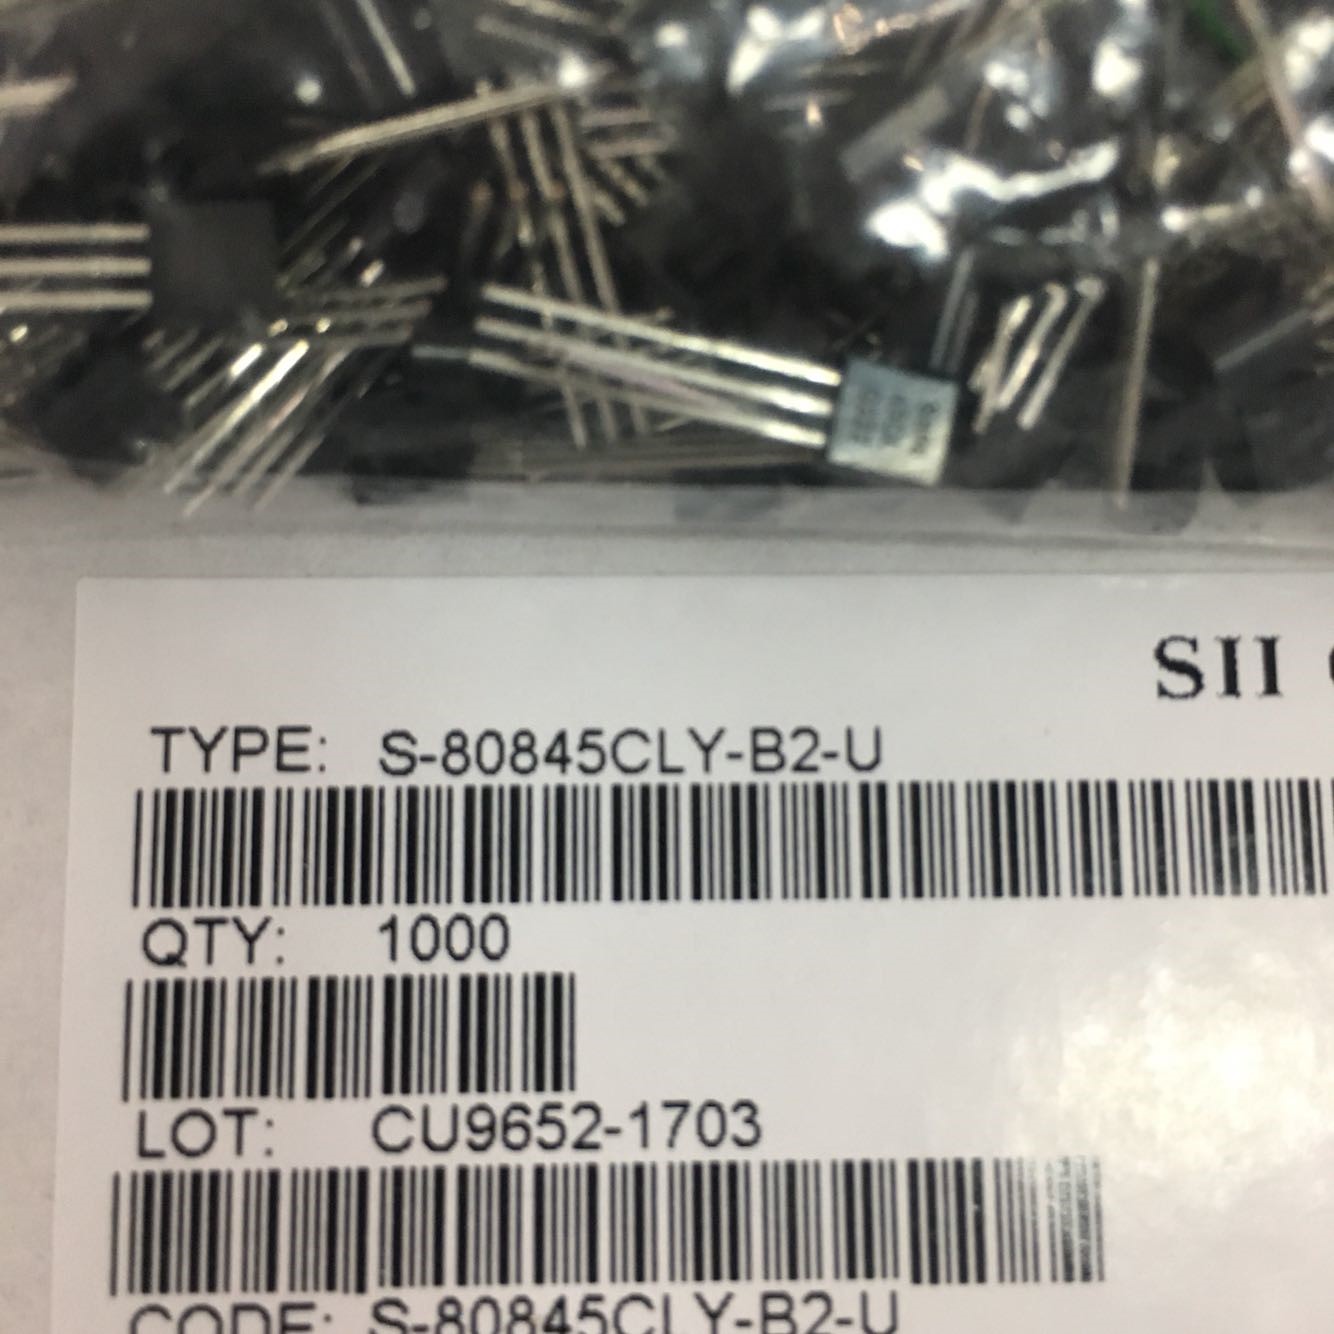 SII
TYPE: S-80845CLY-B2-U
QTY: 1000
LOT: CU9652-1703
CODE: S-80845CLY-B2-U